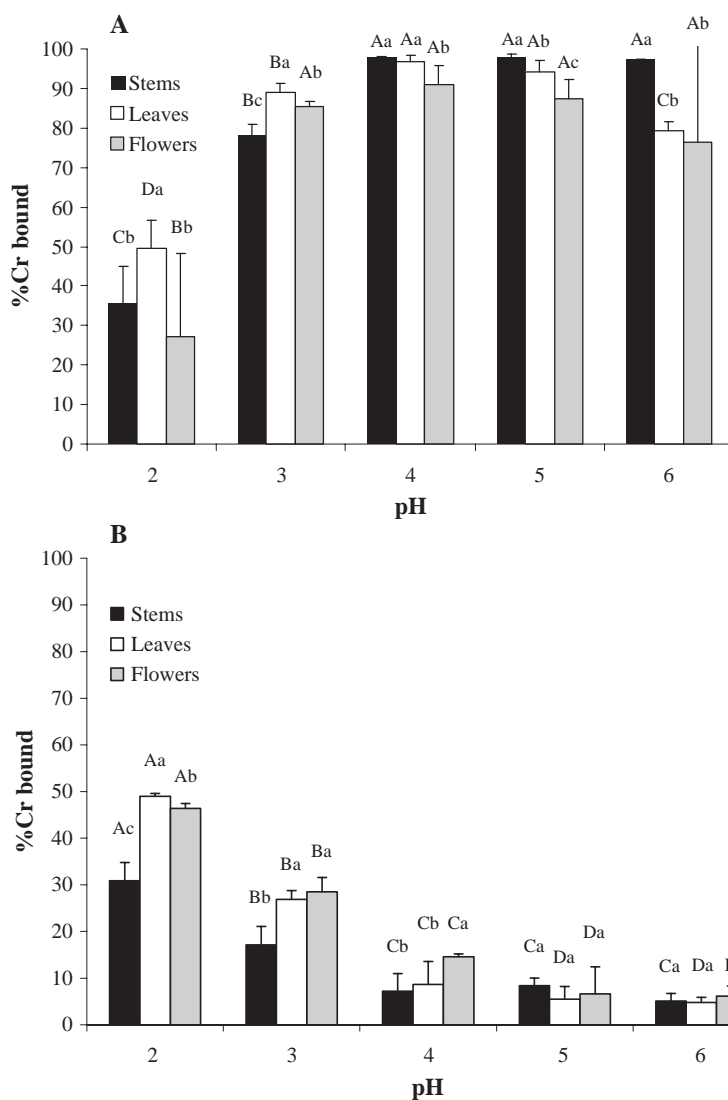 A
100
90
80
70
60
50
40
30
20
10
0
%Cr bound
Stems
Leaves
Flowers
Cb Da Bb
Bc Ba Ab
Aa Aa Ab
Aa Ab Ac
Aa Cb Ab
2 3 4 5 6
pH
B
100
90
80
70
60
50
40
30
20
10
0
%Cr bound
Stems
Leaves
Flowers
Ac Aa Ab
Bb Ba Ba
Cb Cb Ca
Ca Da Da
Ca Da
2 3 4 5 6
pH